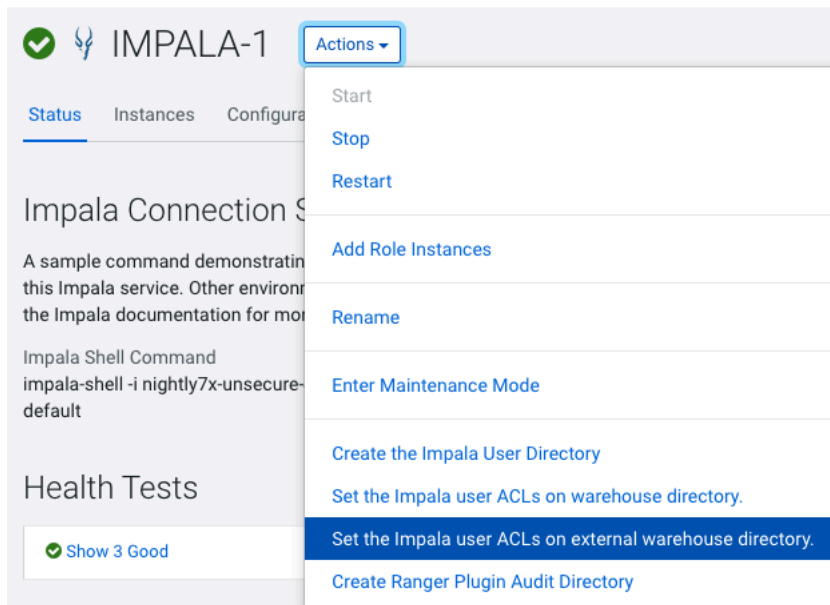 IMPALA-1
Actions
Status Instances
Start
Stop
Restart
Impala Connection
A sample command
this Impala service. Other
the Impala documentation for
Add Role Instances
Rename
Impala Shell Command
impala-shell -i nightly7x-unsecure-
default
Enter Maintenance Mode
Health Tests
Show 3 Good
Create the Impala User Directory
Set the Impala user ACLs on warehouse directory.
Set the Impala user ACLs on external warehouse directory.
Create Ranger Plugin Audit Directory